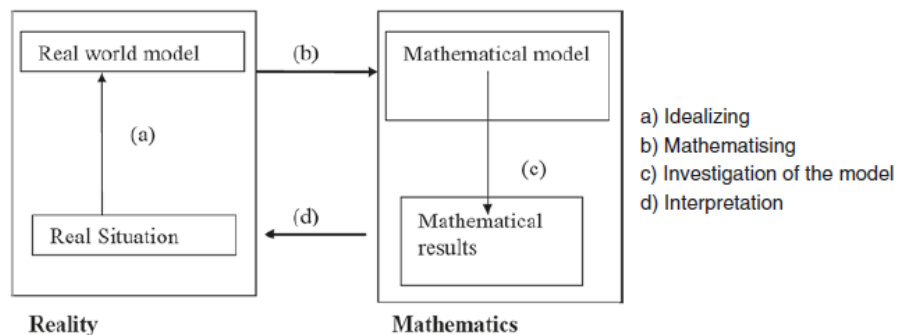 Real world model
(b)
Mathematical model
(a)
(c)
a) Idealizing
b) Mathematising
c) Investigation of the model
d) Interpretation
Real Situation
(d)
Mathematical
results
Reality
Mathematics